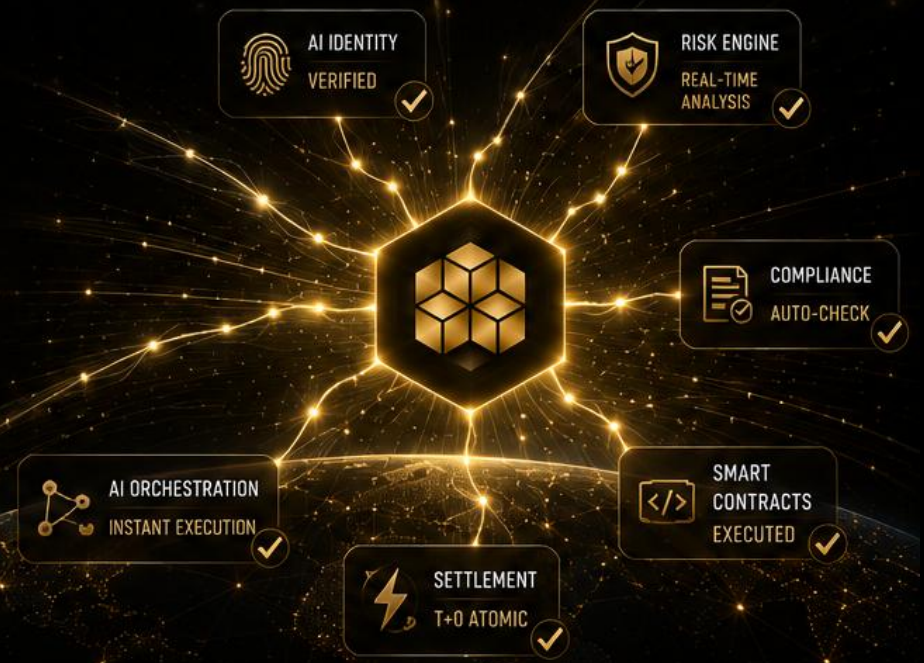 AI IDENTITY
VERIFIED
RISK ENGINE
REAL-TIME
ANALYSIS
COMPLIANCE
AUTO-CHECK
AI ORCHESTRATION
INSTANT EXECUTION
SMART
CONTRACTS
EXECUTED
</>
SETTLEMENT
T+0 ATOMIC